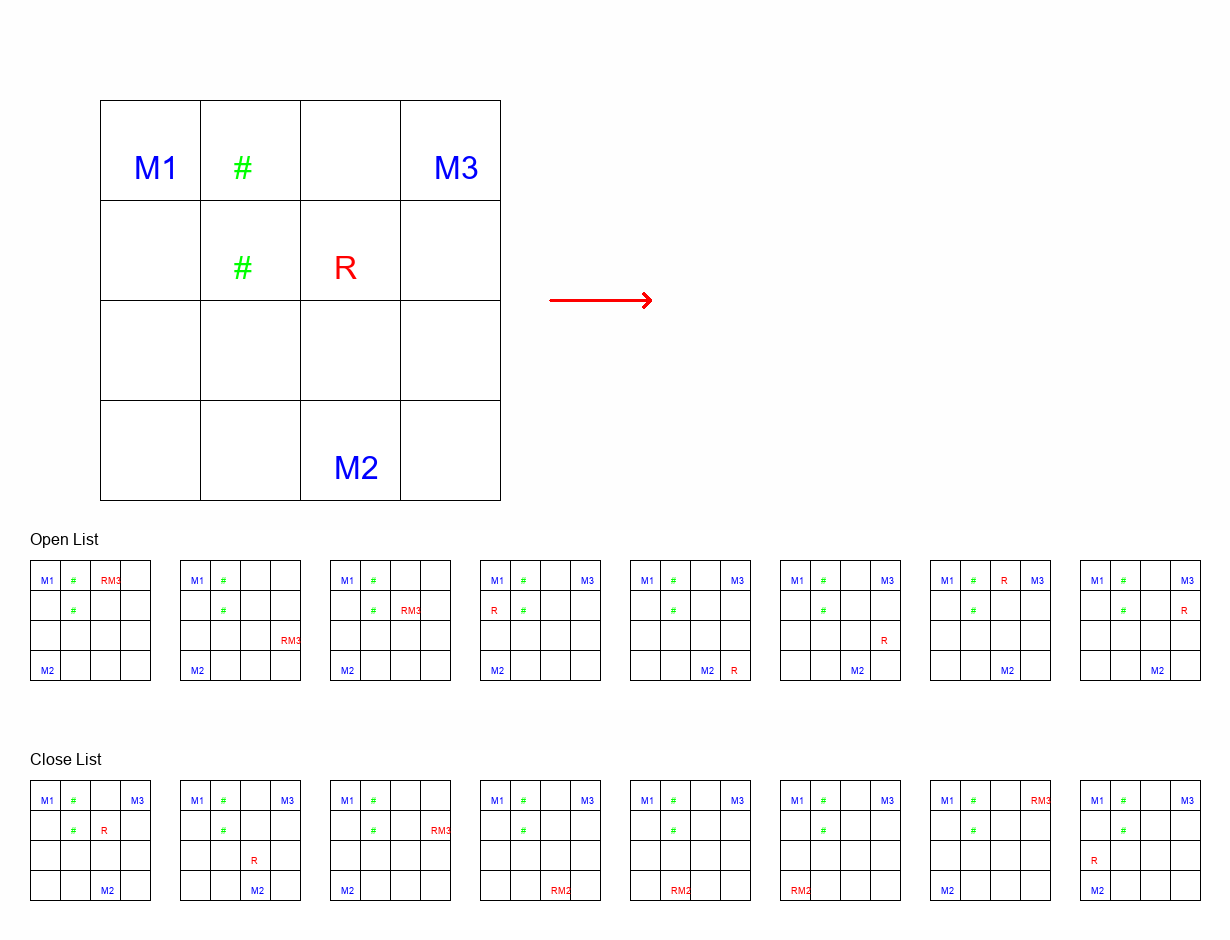 M1 # M3
# R
M2
Open List
M1 # RM3 M1 # M1 # M1 # M3 M1 # M3 M1 # M3 M1 # R M3 M1 # M3
# # # RM3 R # # # # # R
RM3 R
M2 M2 M2 M2 M2 R M2 M2 M2
Close List
M1 # M3 M1 # M3 M1 # M1 # M3 M1 # M3 M1 # M3 M1 # RM3 M1 # M3
# R # # RM3 # # # # #
R R
M2 M2 M2 RM2 RM2 RM2 M2 M2